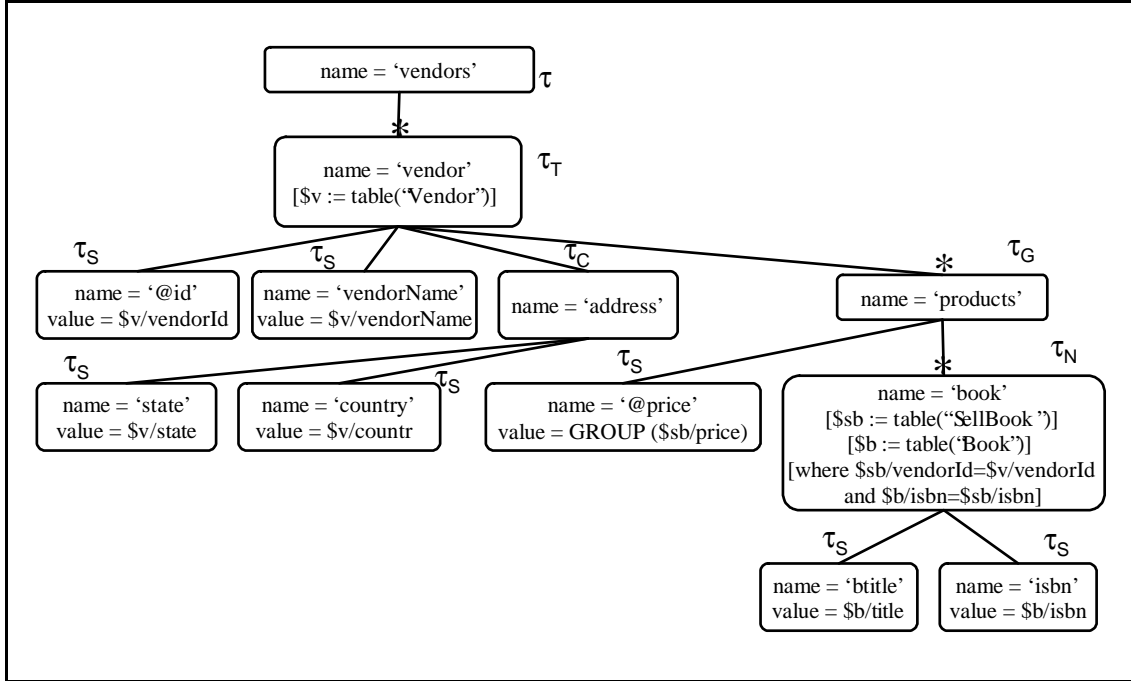 name = ‘vendors’
τ
*
name = ‘vendor’
[$v := table(“Vendor”)]
τT
τS
τS
τC
*
τG
name = ‘@id’
value = $v/vendorId
name = ‘vendorName’
value = $v/vendorName
name = ‘address’
name = ‘products’
τS
τS
τS
*
τN
name = ‘state’
value = $v/state
name = ‘country’
value = $v/countr
name = ‘@price’
value = GROUP ($sb/price)
name = ‘book’
[$sb := table(“SellBook”)]
[$b := table(“Book”)]
[where $sb/vendorId=$v/vendorId
and $b/isbn=$sb/isbn]
τS
τS
name = ‘btitle’
value = $b/title
name = ‘isbn’
value = $b/isbn